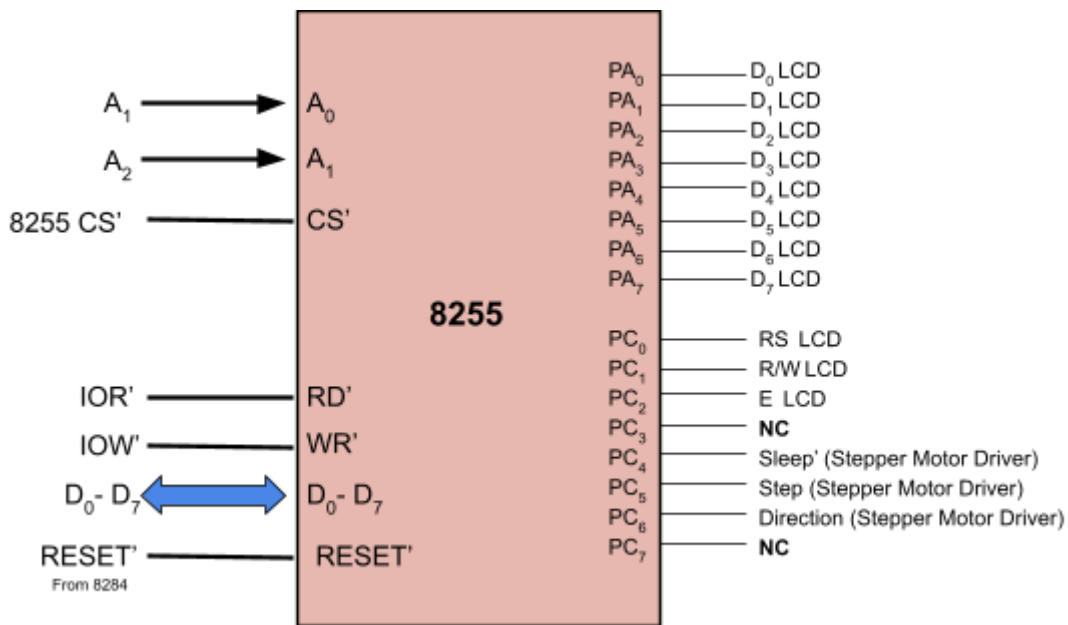 A₁ A₀
A₂ A₁
8255 CS’ CS’
8255
IOR’ RD’
IOW’ WR’
D₀- D₇ D₀- D₇
RESET’ RESET’
From 8284
PA₀ D₀ LCD
PA₁ D₁ LCD
PA₂ D₂ LCD
PA₃ D₃ LCD
PA₄ D₄ LCD
PA₅ D₅ LCD
PA₆ D₆ LCD
PA₇ D₇ LCD
PC₀ RS LCD
PC₁ R/W LCD
PC₂ E LCD
PC₃ NC
PC₄ Sleep’ (Stepper Motor Driver)
PC₅ Step (Stepper Motor Driver)
PC₆ Direction (Stepper Motor Driver)
PC₇ NC